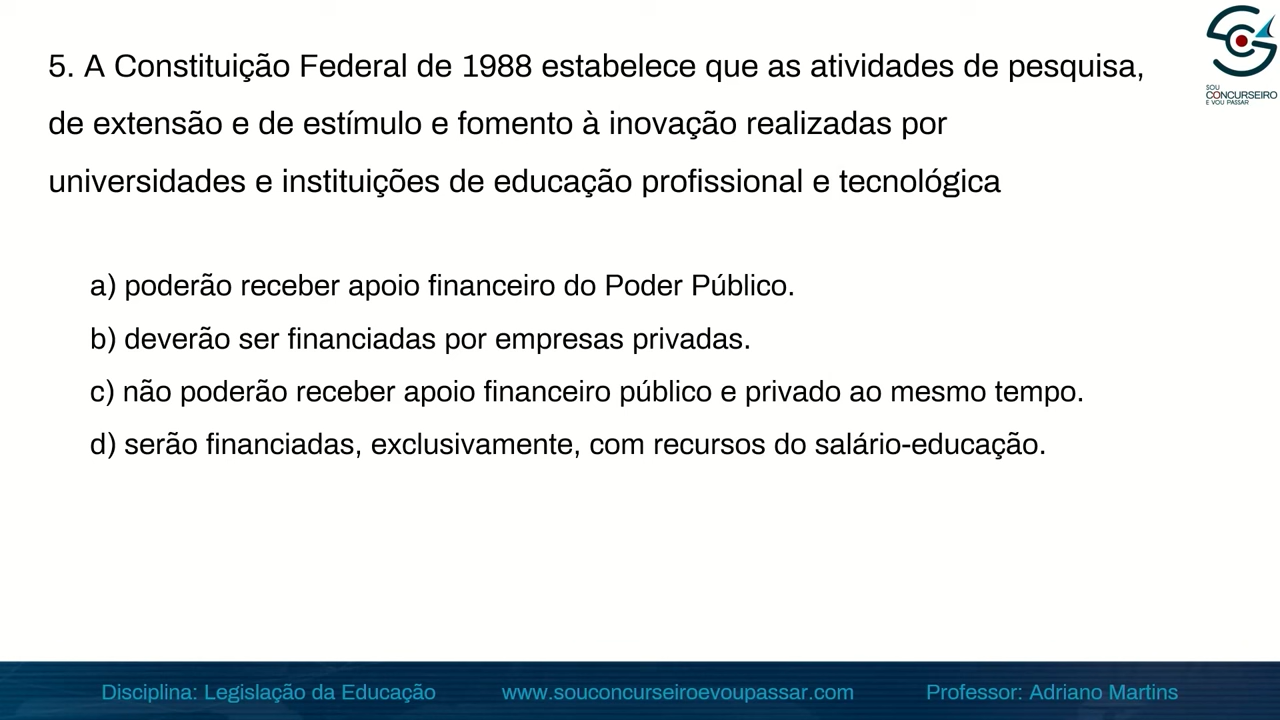 5. A Constituição Federal de 1988 estabelece que as atividades de pesquisa,
de extensão e de estímulo e fomento à inovação realizadas por
universidades e instituições de educação profissional e tecnológica
a) poderão receber apoio financeiro do Poder Público.
b) deverão ser financiadas por empresas privadas.
c) não poderão receber apoio financeiro público e privado ao mesmo tempo.
d) serão financiadas, exclusivamente, com recursos do salário-educação.
SOU
CONCURSEIRO
E VOU PASSAR
Disciplina: Legislação da Educação www.souconcurseiroevoupassar.com Professor: Adriano Martins